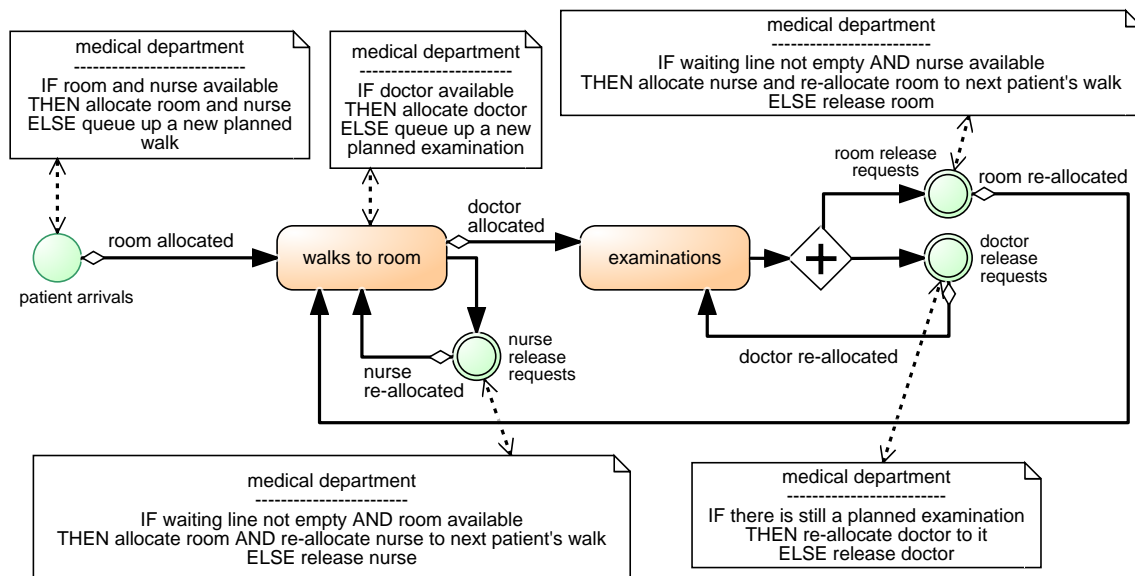 medical department
---------------------------
IF room and nurse available
THEN allocate room and nurse
ELSE queue up a new planned
walk
medical department
------------------------
IF doctor available
THEN allocate doctor
ELSE queue up a new
planned examination
medical department
-------------------------
IF waiting line not empty AND nurse available
THEN allocate nurse and re-allocate room to next patient's walk
ELSE release room
room release
requests
room re-allocated
doctor
allocated
room allocated
walks to room
examinations
doctor
release
requests
patient arrivals
nurse
release
requests
nurse
re-allocated
doctor re-allocated
medical department
------------------------
IF waiting line not empty AND room available
THEN allocate room AND re-allocate nurse to next patient's walk
ELSE release nurse
medical department
-------------------------
IF there is still a planned examination
THEN re-allocate doctor to it
ELSE release doctor